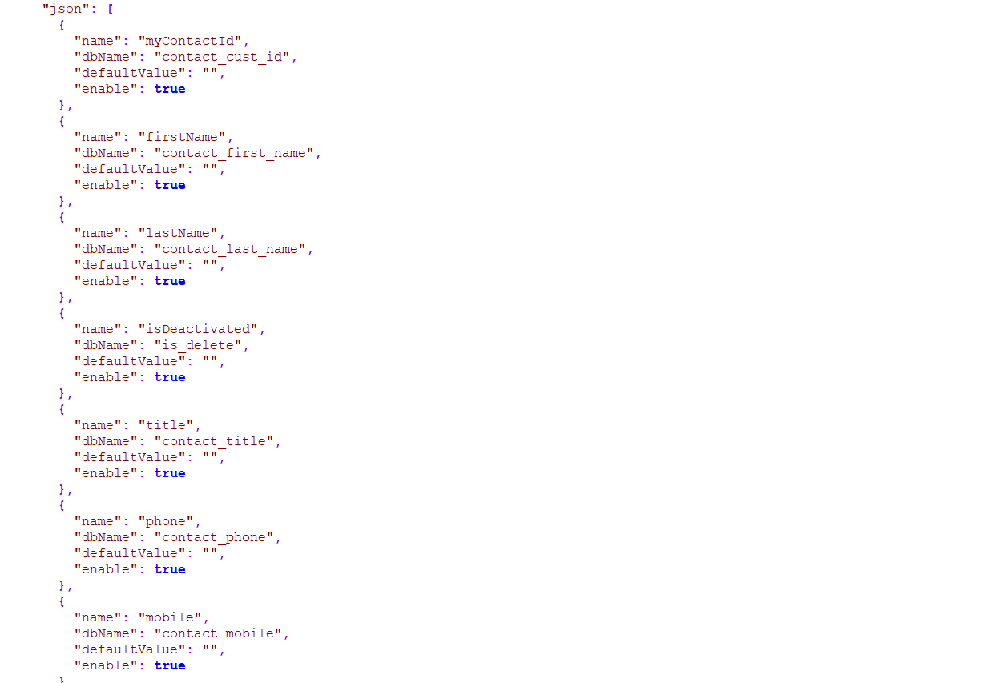 "json": [
{
"name": "myContactId",
"dbName": "contact_cust_id",
"defaultValue": "",
"enable": true
},
{
"name": "firstName",
"dbName": "contact_first_name",
"defaultValue": "",
"enable": true
},
{
"name": "lastName",
"dbName": "contact_last_name",
"defaultValue": "",
"enable": true
},
{
"name": "isDeactivated",
"dbName": "is_delete",
"defaultValue": "",
"enable": true
},
{
"name": "title",
"dbName": "contact_title",
"defaultValue": "",
"enable": true
},
{
"name": "phone",
"dbName": "contact_phone",
"defaultValue": "",
"enable": true
},
{
"name": "mobile",
"dbName": "contact_mobile",
"defaultValue": "",
"enable": true
}